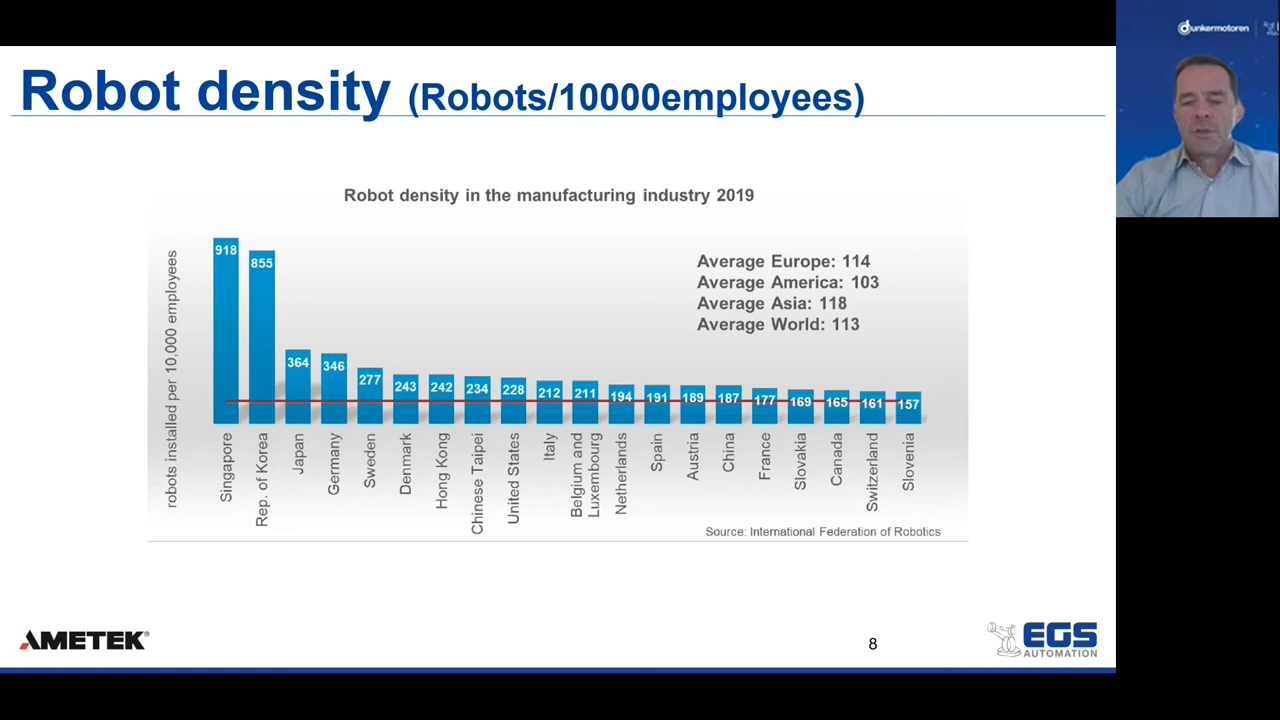 Robot density (Robots/10000employees)
Robot density in the manufacturing industry 2019
robots installed per 10,000 employees
Average Europe: 114
Average America: 103
Average Asia: 118
Average World: 113
918
855
364
346
277
243
242
234
228
212
211
194
191
189
187
177
169
165
161
157
Singapore
Rep. of Korea
Japan
Germany
Sweden
Denmark
Hong Kong
Chinese Taipei
United States
Italy
Belgium and
Luxembourg
Netherlands
Spain
Austria
China
France
Slovakia
Canada
Switzerland
Slovenia
Source: International Federation of Robotics
AMETEK®
8
EGS
AUTOMATION
dunkermotoren